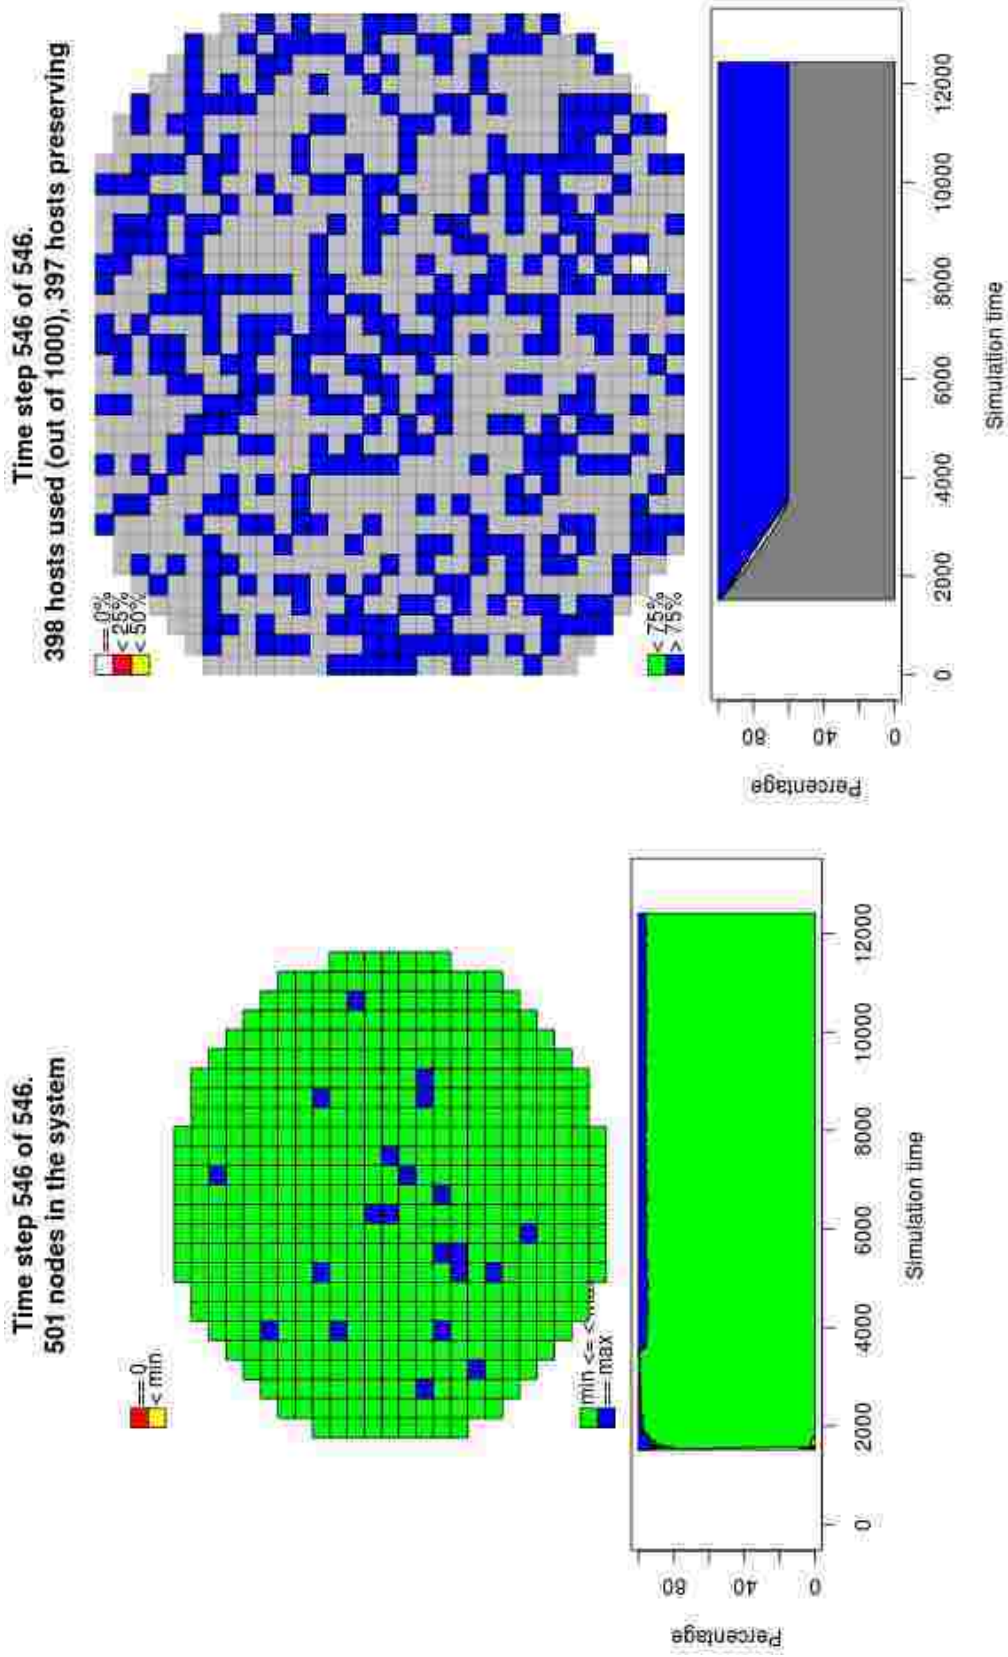 Time step 546 of 546.
501 nodes in the system
== 0
< min
min <= < 
== max
Percentage
0
40
80
0
2000
4000
6000
8000
10000
12000
Simulation time
Time step 546 of 546.
398 hosts used (out of 1000), 397 hosts preserving
== 0%
< 25%
< 50%
< 75%
> 75%
Percentage
0
40
80
0
2000
4000
6000
8000
10000
12000
Simulation time